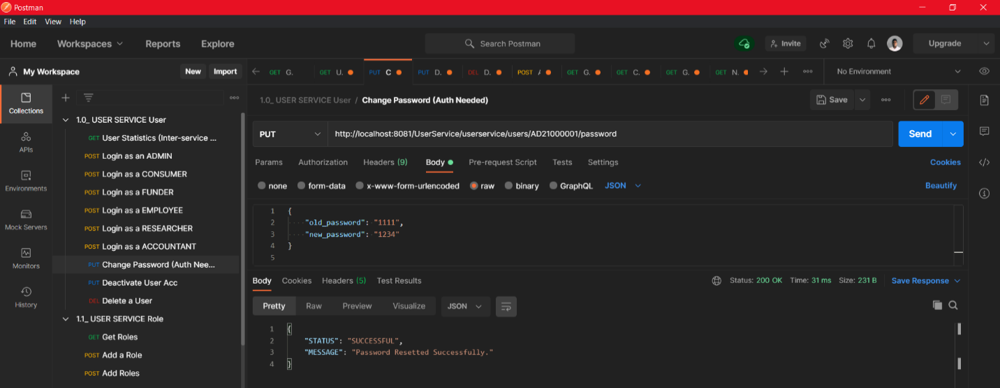 Postman
File Edit View Help
Home Workspaces Reports Explore Search Postman Invite Upgrade
My Workspace New Import
GET G. GET U. PUT C PUT D. DEL D. POST GET G. GET C. GET G. GET N. No Environment
Collections
APIs
Environments
Mock Servers
Monitors
History
1.0_ USER SERVICE User
GET User Statistics (Inter-service ...
POST Login as an ADMIN
POST Login as a CONSUMER
POST Login as a FUNDER
POST Login as a EMPLOYEE
POST Login as a RESEARCHER
POST Login as a ACCOUNTANT
PUT Change Password (Auth Nee...
PUT Deactivate User Acc
DEL Delete a User
1.1_ USER SERVICE Role
GET Get Roles
POST Add a Role
POST Add Roles
1.0_ USER SERVICE User / Change Password (Auth Needed) Save
PUT http://localhost:8081/UserService/userservice/users/AD21000001/password Send
Params Authorization Headers (9) Body Pre-request Script Tests Settings Cookies
none form-data x-www-form-urlencoded raw binary GraphQL JSON Beautify
1 {
2 "old_password": "1111",
3 "new_password": "1234"
4 }
5
Body Cookies Headers (5) Test Results Status: 200 OK Time: 31 ms Size: 231 B Save Response
Pretty Raw Preview Visualize JSON
1 {
2 "STATUS": "SUCCESSFUL",
3 "MESSAGE": "Password Resetted Successfully."
4 }